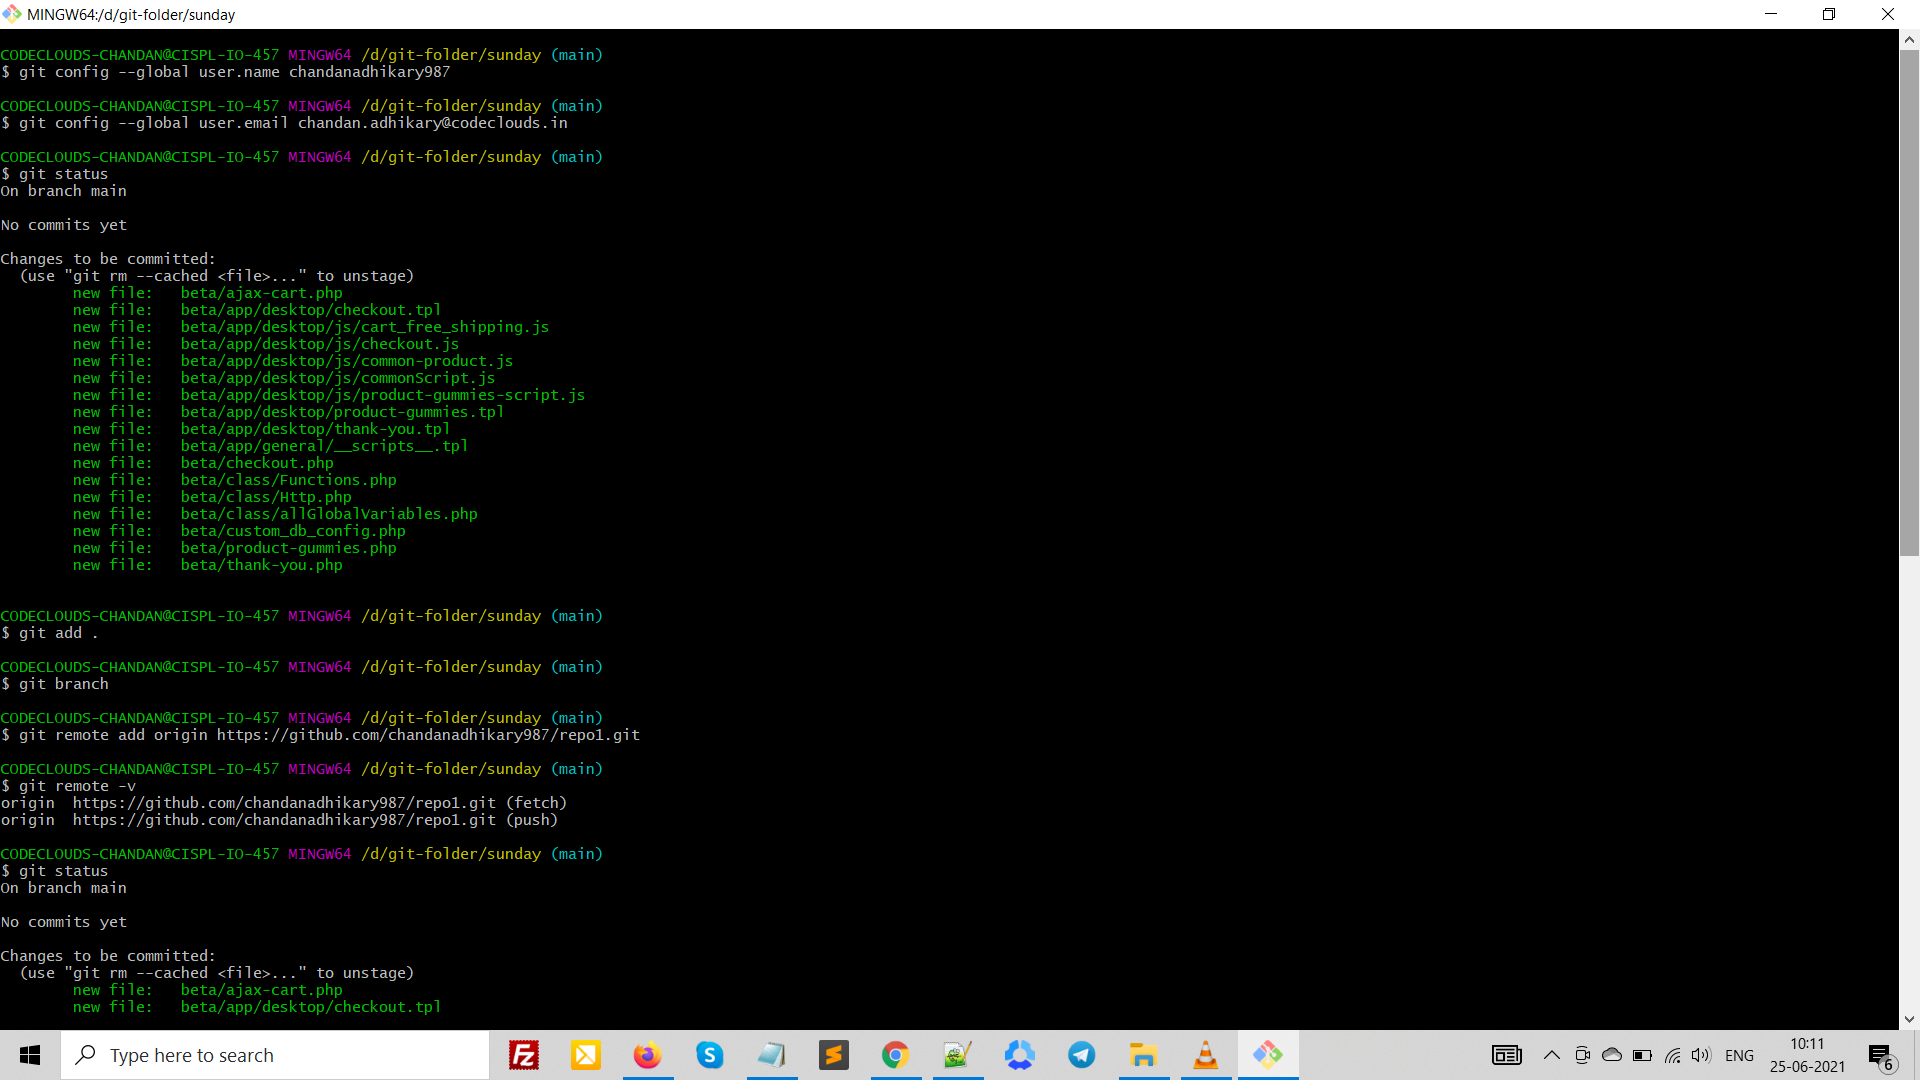 MINGW64:/d/git-folder/sunday
CODECLOUDS-CHANDAN@CISPL-IO-457 MINGW64 /d/git-folder/sunday (main)
$ git config --global user.name chandanadhikary987
CODECLOUDS-CHANDAN@CISPL-IO-457 MINGW64 /d/git-folder/sunday (main)
$ git config --global user.email chandan.adhikary@codeclouds.in
CODECLOUDS-CHANDAN@CISPL-IO-457 MINGW64 /d/git-folder/sunday (main)
$ git status
On branch main
No commits yet
Changes to be committed:
  (use "git rm --cached <file>..." to unstage)
        new file:   beta/ajax-cart.php
        new file:   beta/app/desktop/checkout.tpl
        new file:   beta/app/desktop/js/cart_free_shipping.js
        new file:   beta/app/desktop/js/checkout.js
        new file:   beta/app/desktop/js/common-product.js
        new file:   beta/app/desktop/js/commonScript.js
        new file:   beta/app/desktop/js/product-gummies-script.js
        new file:   beta/app/desktop/product-gummies.tpl
        new file:   beta/app/desktop/thank-you.tpl
        new file:   beta/app/general/__scripts__.tpl
        new file:   beta/checkout.php
        new file:   beta/class/Functions.php
        new file:   beta/class/Http.php
        new file:   beta/class/allGlobalVariables.php
        new file:   beta/custom_db_config.php
        new file:   beta/product-gummies.php
        new file:   beta/thank-you.php
CODECLOUDS-CHANDAN@CISPL-IO-457 MINGW64 /d/git-folder/sunday (main)
$ git add .
CODECLOUDS-CHANDAN@CISPL-IO-457 MINGW64 /d/git-folder/sunday (main)
$ git branch
CODECLOUDS-CHANDAN@CISPL-IO-457 MINGW64 /d/git-folder/sunday (main)
$ git remote add origin https://github.com/chandanadhikary987/repo1.git
CODECLOUDS-CHANDAN@CISPL-IO-457 MINGW64 /d/git-folder/sunday (main)
$ git remote -v
origin  https://github.com/chandanadhikary987/repo1.git (fetch)
origin  https://github.com/chandanadhikary987/repo1.git (push)
CODECLOUDS-CHANDAN@CISPL-IO-457 MINGW64 /d/git-folder/sunday (main)
$ git status
On branch main
No commits yet
Changes to be committed:
  (use "git rm --cached <file>..." to unstage)
        new file:   beta/ajax-cart.php
        new file:   beta/app/desktop/checkout.tpl
Type here to search
ENG
10:11
25-06-2021
6